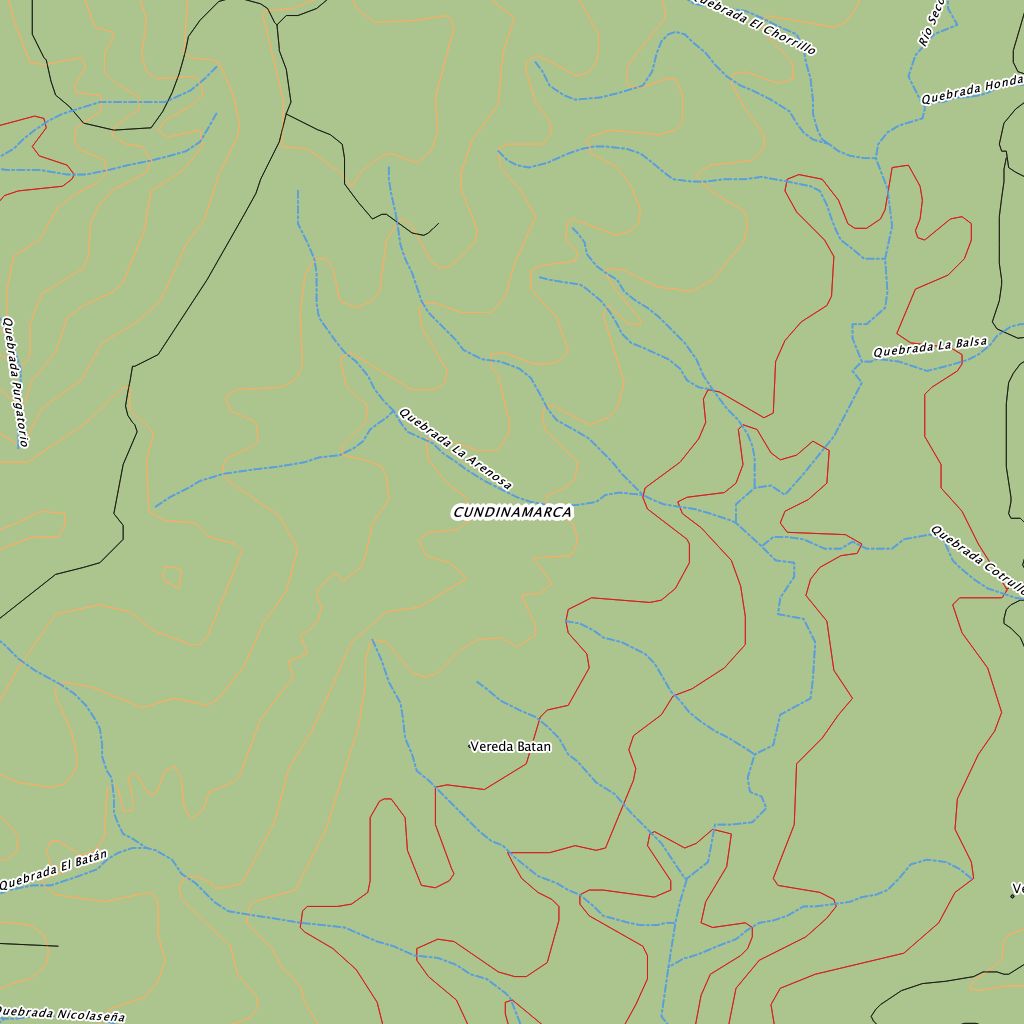 Quebrada El Chorrillo
Río Seco
Quebrada Honda
Quebrada Purgatorio
Quebrada La Balsa
Quebrada La Arenosa
CUNDINAMARCA
Quebrada Cotrullo
Vereda Batan
Quebrada El Batán
Ve
Quebrada Nicolaseña